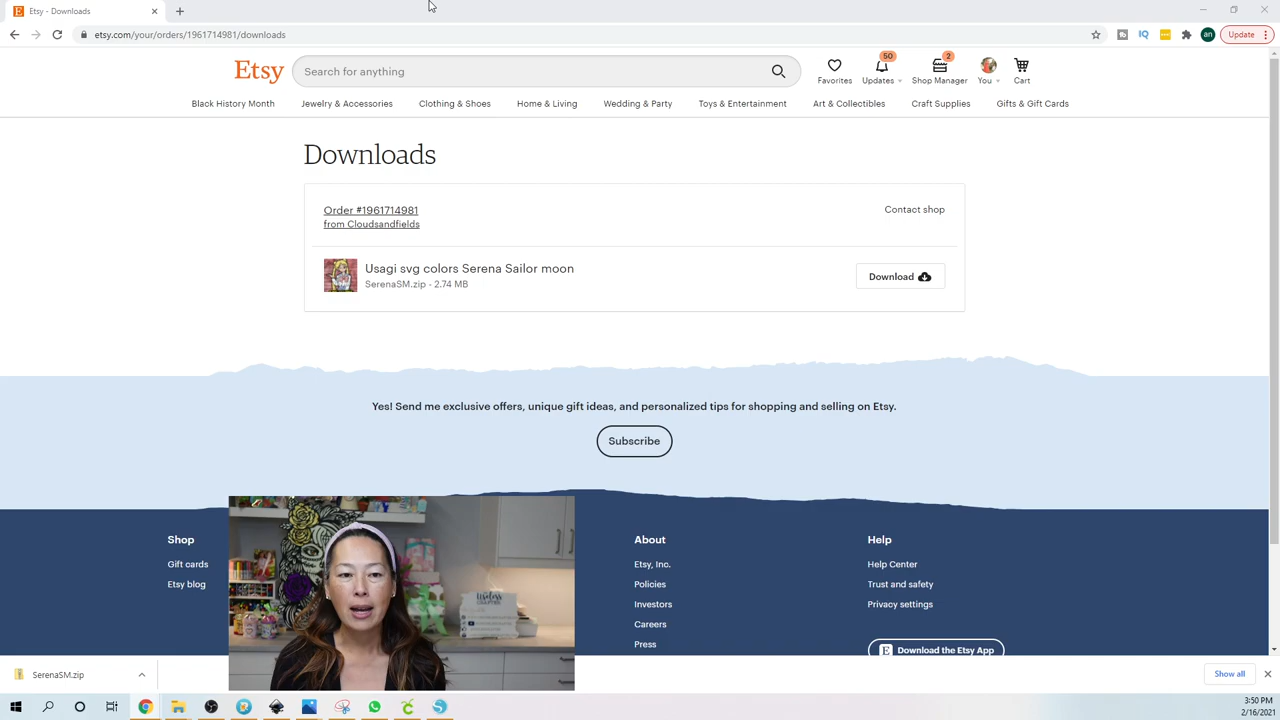 Etsy - Downloads
etsy.com/your/orders/1961714981/downloads
Update
Etsy
Search for anything
50
2
Favorites
Updates
Shop Manager
You
Cart
Black History Month
Jewelry & Accessories
Clothing & Shoes
Home & Living
Wedding & Party
Toys & Entertainment
Art & Collectibles
Craft Supplies
Gifts & Gift Cards
Downloads
Order #1961714981
Contact shop
from Cloudsandfields
Usagi svg colors Serena Sailor moon
SerenaSM.zip - 2.74 MB
Download
Yes! Send me exclusive offers, unique gift ideas, and personalized tips for shopping and selling on Etsy.
Subscribe
Shop
Gift cards
Etsy blog
About
Etsy, Inc.
Policies
Investors
Careers
Press
Help
Help Center
Trust and safety
Privacy settings
Download the Etsy App
SerenaSM.zip
Show all
3:50 PM
2/16/2021